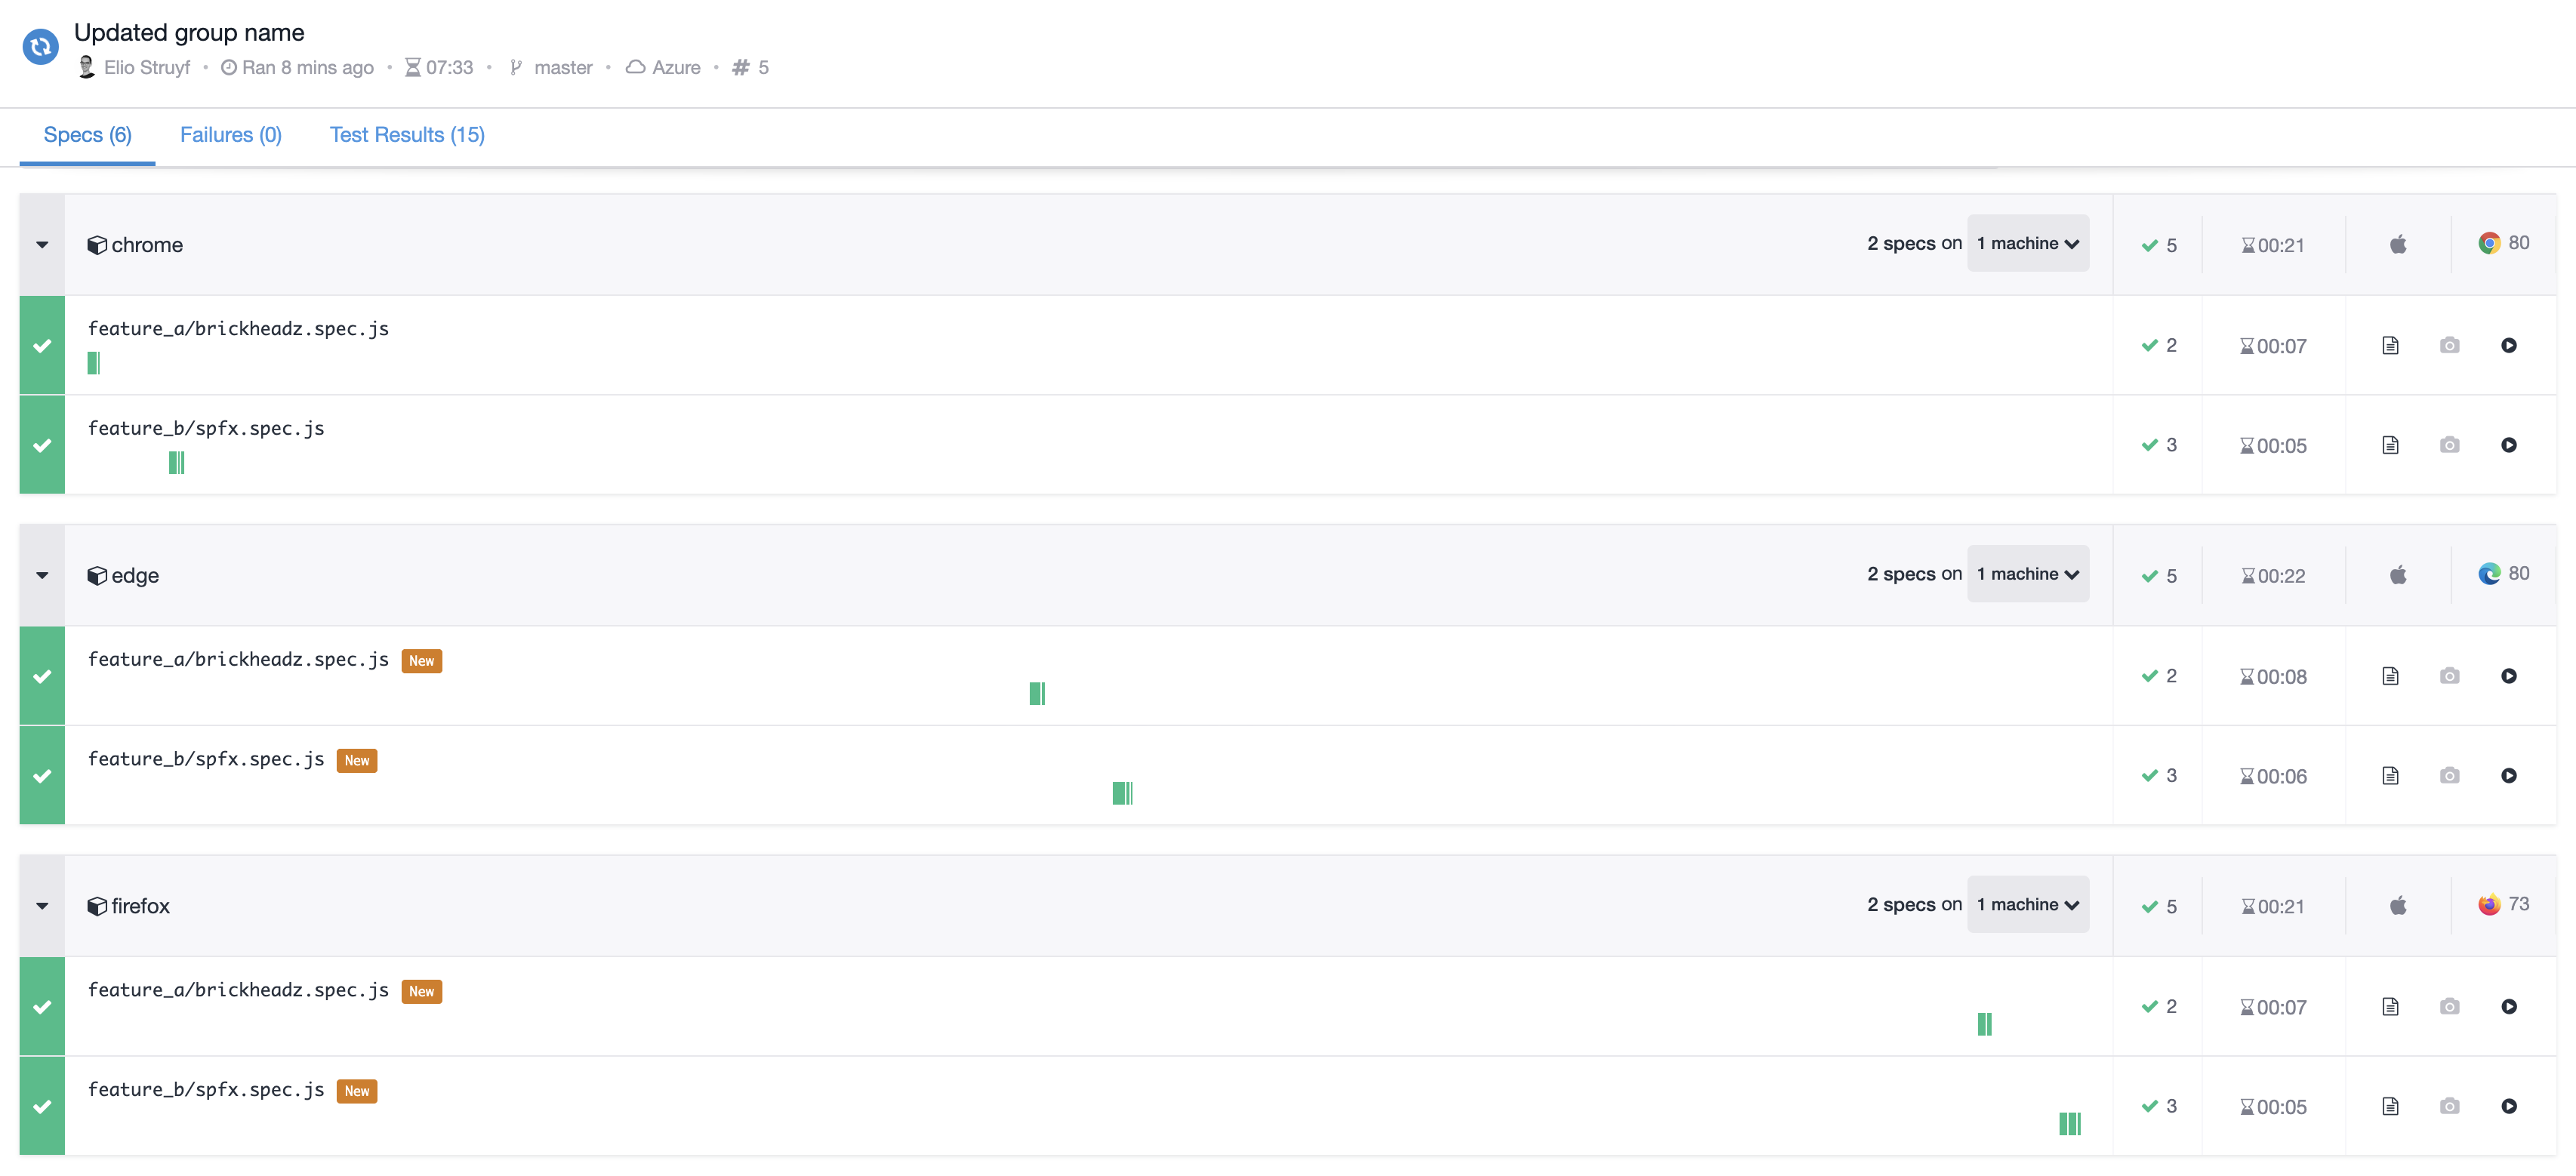 Updated group name
Elio Struyf • Ran 8 mins ago • 07:33 • master • Azure • # 5
Specs (6) Failures (0) Test Results (15)
chrome 2 specs on 1 machine 5 00:21 80
feature_a/brickheadz.spec.js
2 00:07
feature_b/spfx.spec.js
3 00:05
edge 2 specs on 1 machine 5 00:22 80
feature_a/brickheadz.spec.js New
2 00:08
feature_b/spfx.spec.js New
3 00:06
firefox 2 specs on 1 machine 5 00:21 73
feature_a/brickheadz.spec.js New
2 00:07
feature_b/spfx.spec.js New
3 00:05